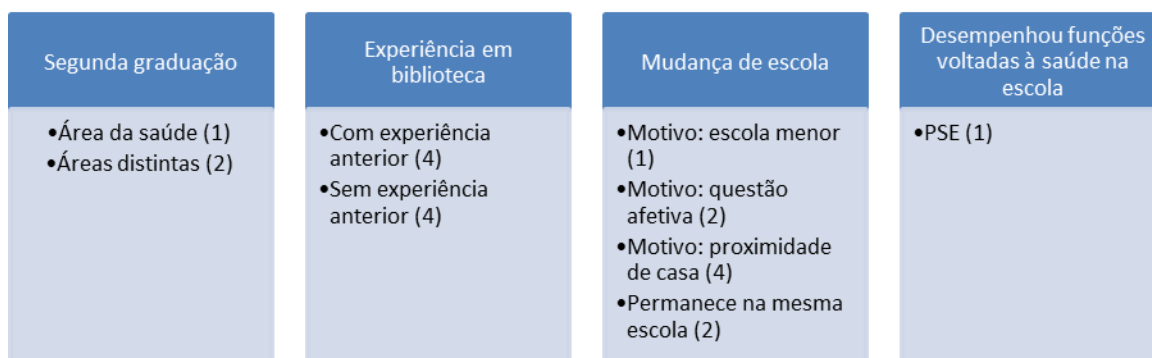 Segunda graduação
•Área da saúde (1)
•Áreas distintas (2)
Experiência em
biblioteca
•Com experiência
anterior (4)
•Sem experiência
anterior (4)
Mudança de escola
•Motivo: escola menor
(1)
•Motivo: questão
afetiva (2)
•Motivo: proximidade
de casa (4)
•Permanece na mesma
escola (2)
Desempenhou funções
voltadas à saúde na
escola
•PSE (1)